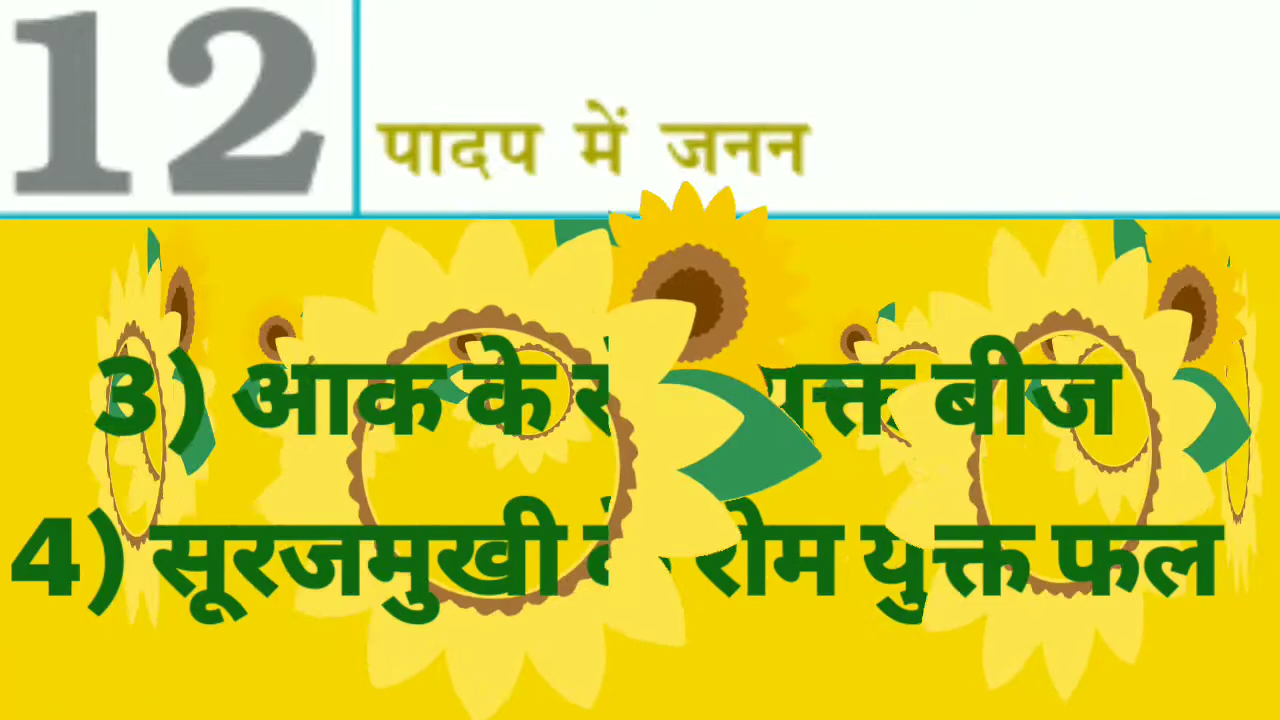 12
पादप में जनन
3) आक के युक्त बीज
4) सूरजमुखी के रोम युक्त फल